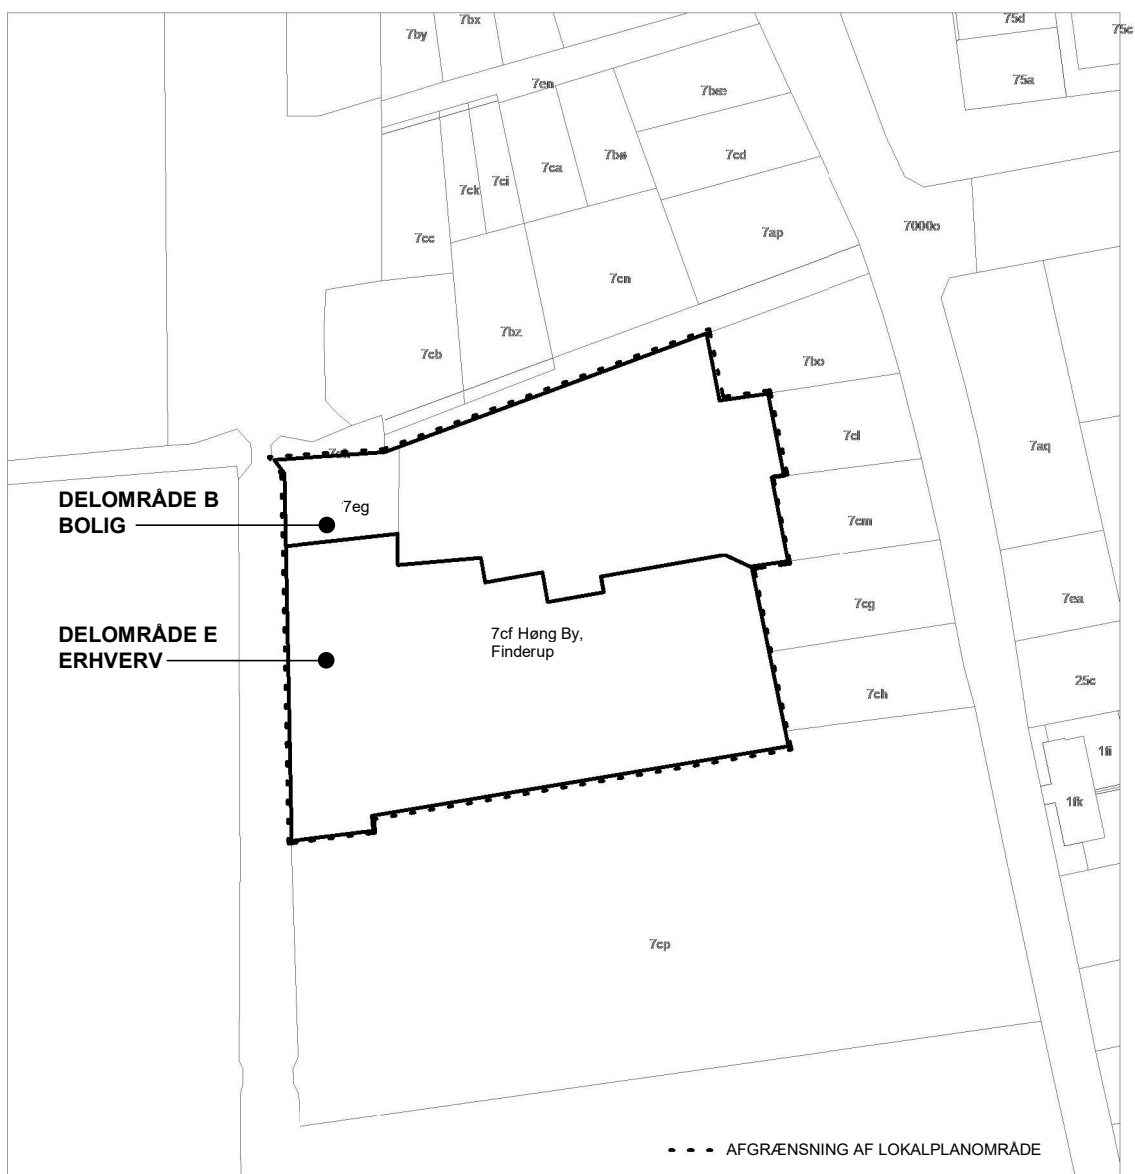 7bx
75d
75e
7by
7en
75a
7bæ
7ca
7bø
7cd
7ck
7ci
7cc
7ap
7000o
7cn
7bz
7cb
7bo
7cl
7aq
DELOMRÅDE B
BOLIG
7eg
7cm
7cg
7ea
DELOMRÅDE E
ERHVERV
7cf Høng By,
Finderup
7ch
25c
1fi
1fk
7cp
AFGRÆNSNING AF LOKALPLANOMRÅDE